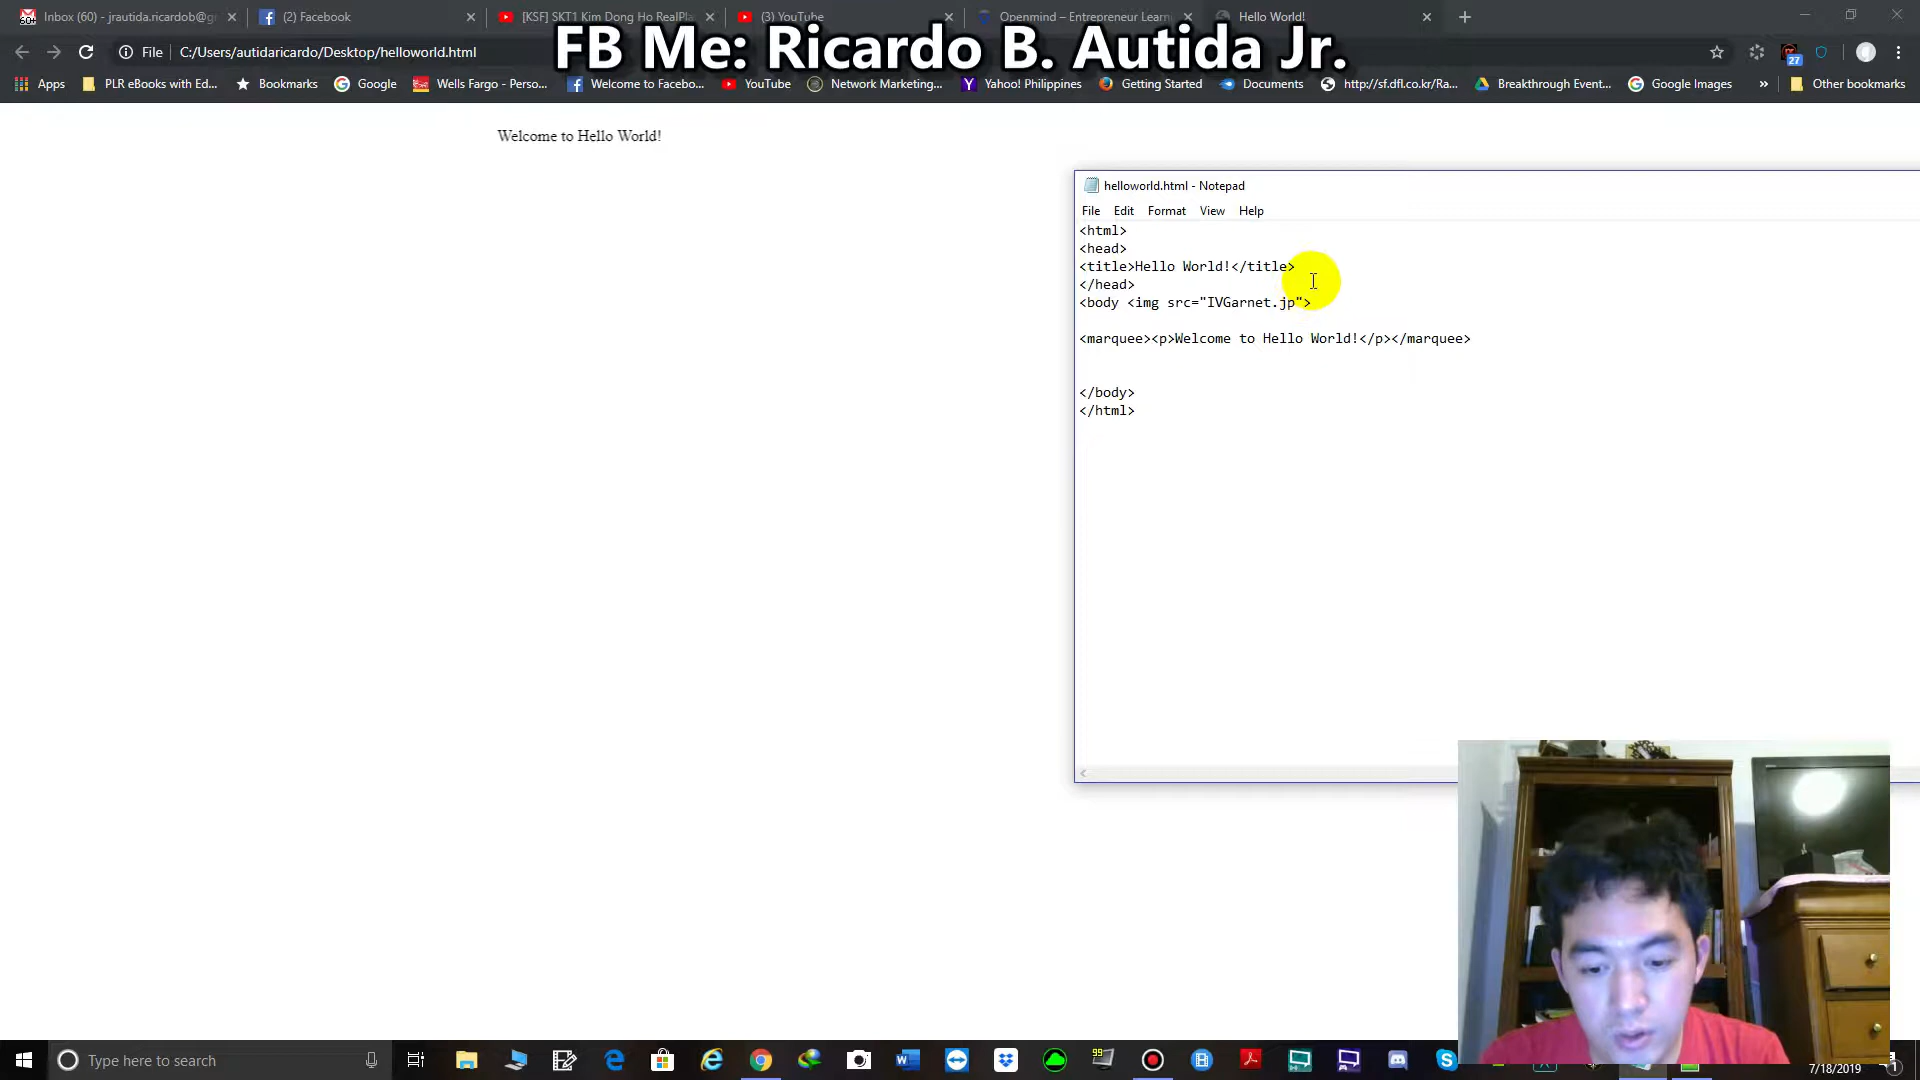 Inbox (60) - jrautida.ricardob@g
(2) Facebook
[KSF] SKT1 Kim Dong Ho RealPla
(3) YouTube
Openmind – Entrepreneur Learni
Hello World!
File
C:/Users/autidaricardo/Desktop/helloworld.html
FB Me: Ricardo B. Autida Jr.
27
Apps
PLR eBooks with Ed...
Bookmarks
Google
Wells Fargo - Perso...
Welcome to Facebo...
YouTube
Network Marketing...
Yahoo! Philippines
Getting Started
Documents
http://sf.dfl.co.kr/Ra...
Breakthrough Event...
Google Images
»
Other bookmarks
Welcome to Hello World!
helloworld.html - Notepad
File Edit Format View Help
<html>
<head>
<title>Hello World!</title>
</head>
<body <img src="IVGarnet.jp">
<marquee><p>Welcome to Hello World!</p></marquee>
</body>
</html>
Type here to search
7/18/2019